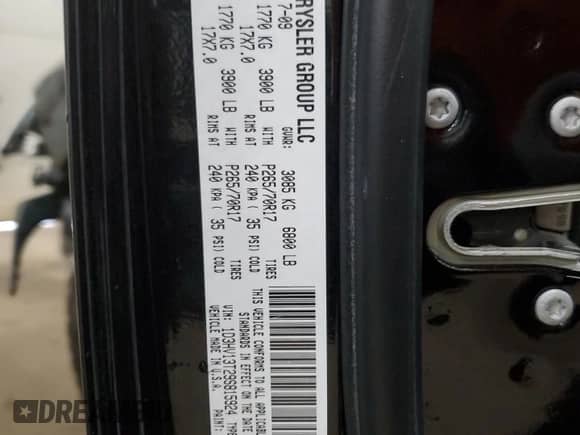 RYSLER GROUP LLC
7-09 GVWR: 3085 KG 6800 LB
1770 KG 3900 LB WITH P265/70R17 TIRES
17X7.0 RIMS AT 240 KPA ( 35 PSI) COLD
1770 KG 3900 LB WITH P265/70R17 TIRES
17X7.0 RIMS AT 240 KPA ( 35 PSI) COLD
THIS VEHICLE CONFORMS TO ALL
STANDARDS IN EFFECT ON THE
VIN: 1D3HV13T29S815924 TYPE
VEHICLE MADE IN U.S.A. PAINT: